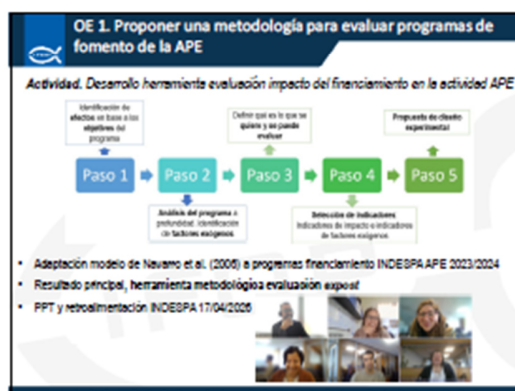 OE 1. Proponer una metodología para evaluar programas de
fomento de la APE
Actividad. Desarrollo herramienta evaluación impacto del financiamiento en la actividad APE
Identificación de
efectos en base a los
objetivos del
programa
Definir qué es lo que se
quiere y se puede
evaluar
Propuesta de diseño
experimental
Paso 1
Paso 2
Paso 3
Paso 4
Paso 5
Análisis del programa a
profundidad. Identificación
de factores exógenos
Selección de indicadores
Indicadores de impacto e indicadores
de factores exógenos
• Adaptación modelo de Navarro et al. (2006) a programas financiamiento INDESPA APE 2023/2024
• Resultado principal, herramienta metodológica evaluación expost
• PPT y retroalimentación INDESPA 17/04/2025